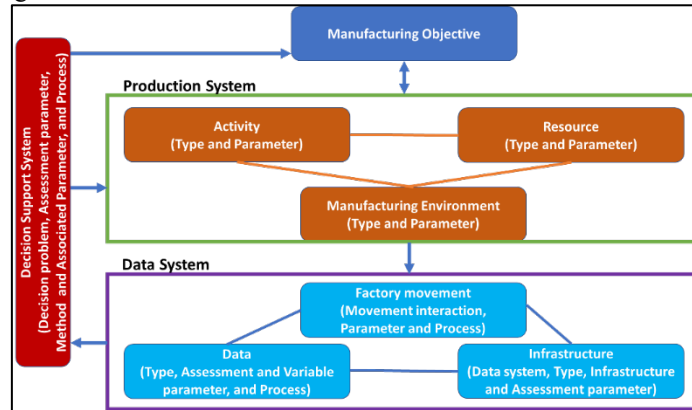 Manufacturing Objective
Decision Support System
(Decision problem, Assessment parameter,
Method and Associated Parameter, and Process)
Production System
Activity
(Type and Parameter)
Resource
(Type and Parameter)
Manufacturing Environment
(Type and Parameter)
Data System
Factory movement
(Movement interaction,
Parameter and Process)
Data
(Type, Assessment and Variable
parameter, and Process)
Infrastructure
(Data system, Type, Infrastructure
and Assessment parameter)